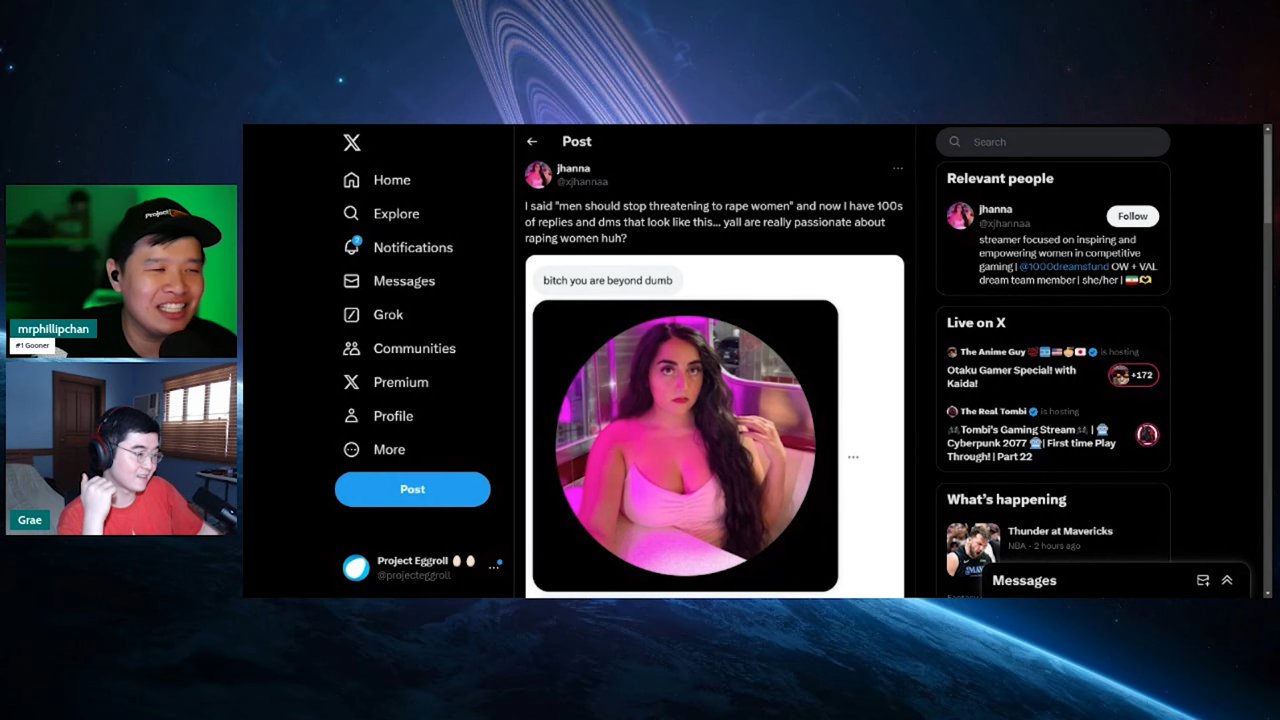 Project
mrphillipchan
#1 Gooner
Grae
Home
Explore
Notifications
Messages
Grok
Communities
Premium
Profile
More
Post
Project Eggroll
@projecteggroll
Post
jhanna
@xjhannaa
I said "men should stop threatening to rape women" and now I have 100s
of replies and dms that look like this... yall are really passionate about
raping women huh?
bitch you are beyond dumb
Search
Relevant people
jhanna
@xjhannaa
Follow
streamer focused on inspiring and
empowering women in competitive
gaming | @1000dreamsfund OW + VAL
dream team member | she/her |
Live on X
The Anime Guy is hosting
Otaku Gamer Special! with
Kaida!
+172
The Real Tombi is hosting
Tombi's Gaming Stream |
Cyberpunk 2077 | First time Play
Through! | Part 22
What's happening
Thunder at Mavericks
NBA · 2 hours ago
Messages